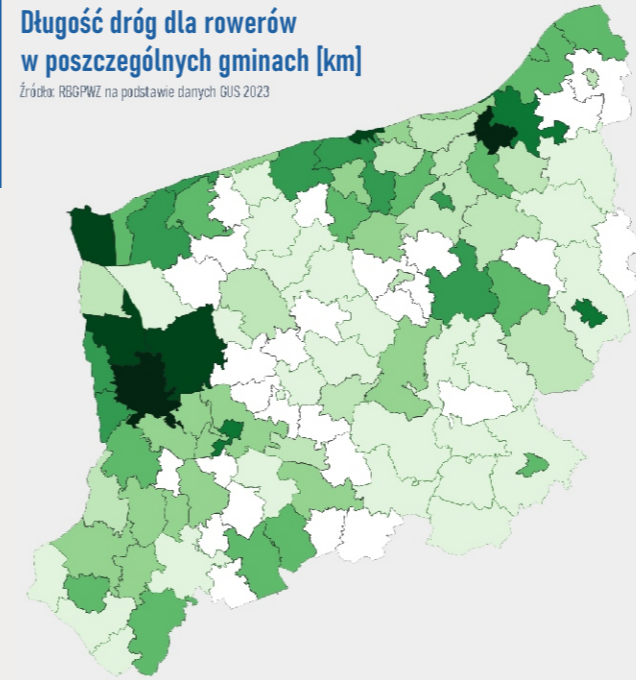 Długość dróg dla rowerów
w poszczególnych gminach [km]
Źródło: RBGPWZ na podstawie danych GUS 2023